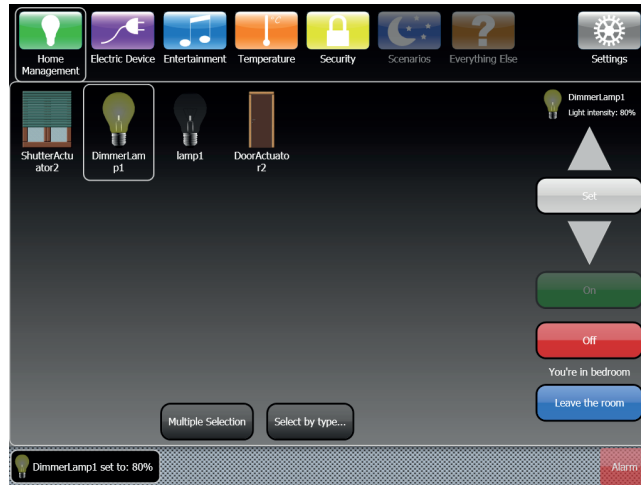 °C
?
Home
Management
Electric Device
Entertainment
Temperature
Security
Scenarios
Everything Else
Settings
ShutterActu
ator2
DimmerLam
p1
lamp1
DoorActuato
r2
DimmerLamp1
Light intensity: 80%
Set
On
Off
You're in bedroom
Leave the room
Multiple Selection
Select by type...
DimmerLamp1 set to: 80%
Alarm